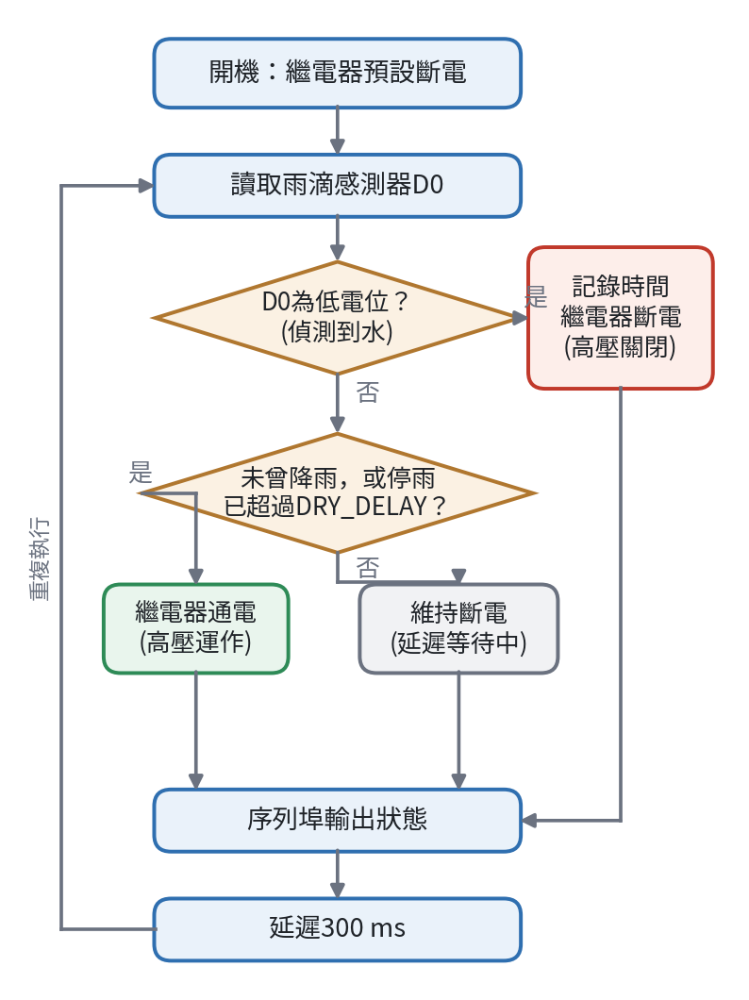 開機：繼電器預設斷電
讀取雨滴感測器D0
D0為低電位？
(偵測到水)
是
記錄時間
繼電器斷電
(高壓關閉)
否
未曾降雨，或停雨
已超過DRY_DELAY？
是
否
繼電器通電
(高壓運作)
維持斷電
(延遲等待中)
重複執行
序列埠輸出狀態
延遲300 ms